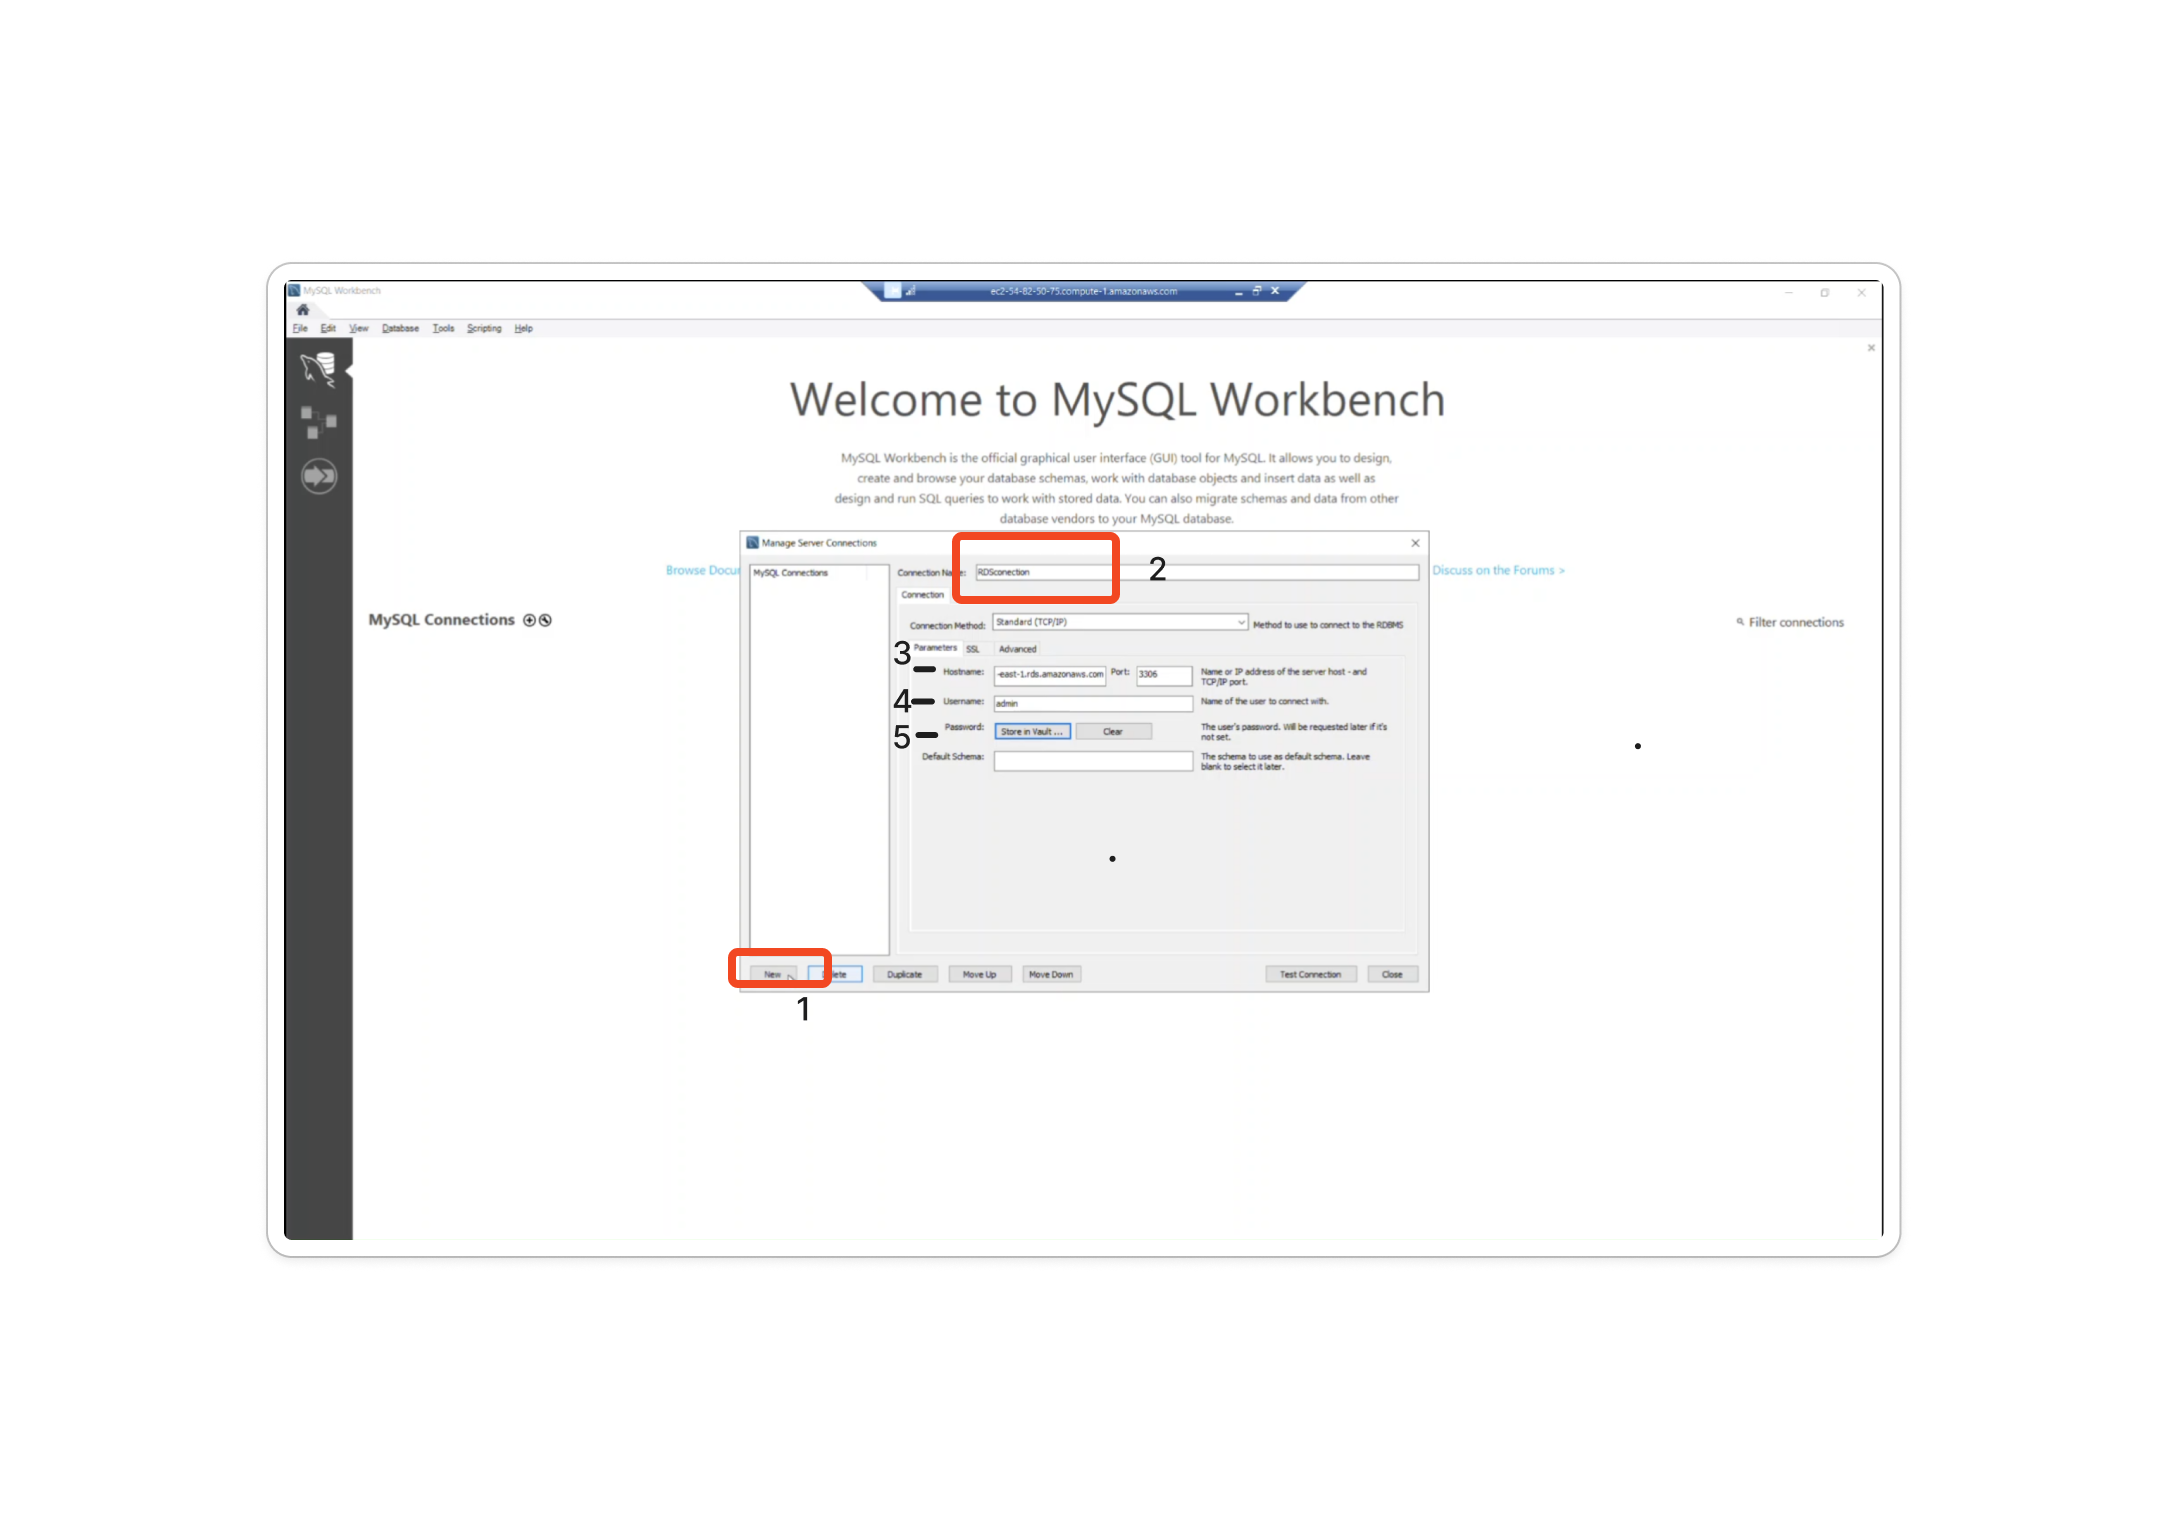 MySQL Workbench
ec2-54-82-50-75.compute-1.amazonaws.com
File Edit View Database Tools Scripting Help
Welcome to MySQL Workbench
MySQL Workbench is the official graphical user interface (GUI) tool for MySQL. It allows you to design,
create and browse your database schemas, work with database objects and insert data as well as
design and run SQL queries to work with stored data. You can also migrate schemas and data from other
database vendors to your MySQL database.
Manage Server Connections
Browse Docu
Discuss on the Forums >
MySQL Connections
Connection Na e: RDSconection 2
Connection
MySQL Connections
Filter connections
Connection Method: Standard (TCP/IP) Method to use to connect to the RDBMS
3 Parameters SSL Advanced
Hostname: -east-1.rds.amazonaws.com Port: 3306 Name or IP address of the server host - and
TCP/IP port.
4 Username: admin Name of the user to connect with.
5 Password: Store in Vault ... Clear The user's password. Will be requested later if it's
not set.
Default Schema: The schema to use as default schema. Leave
blank to select it later.
New lete Duplicate Move Up Move Down Test Connection Close
1